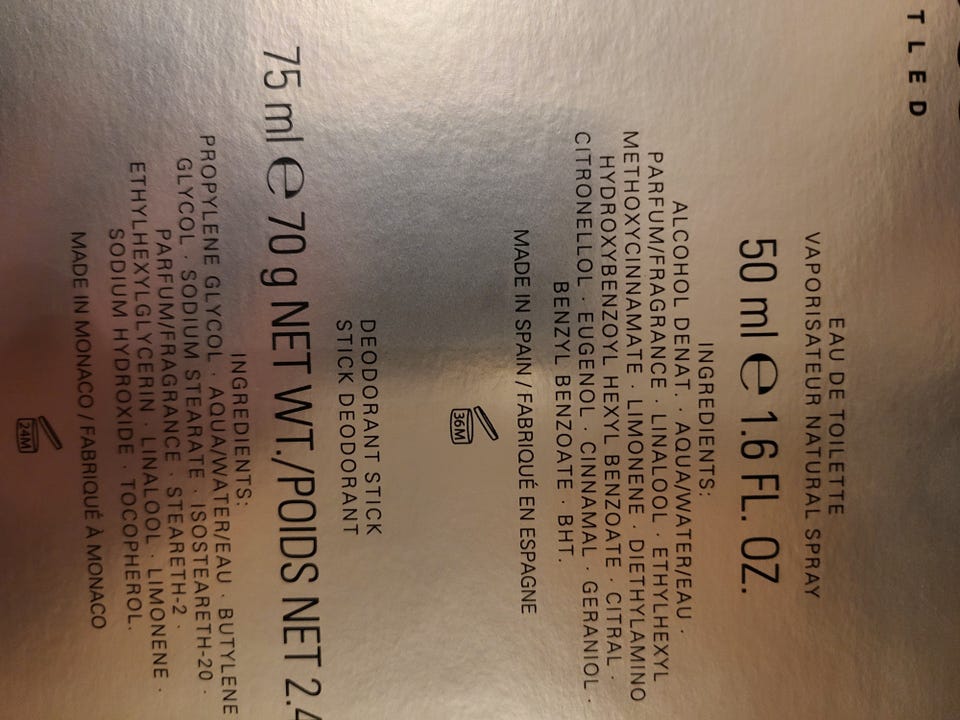 TLED
EAU DE TOILETTE
VAPORISATEUR NATURAL SPRAY
50 ml ℮ 1.6 FL. OZ.
INGREDIENTS:
ALCOHOL DENAT. · AQUA/WATER/EAU ·
PARFUM/FRAGRANCE · LINALOOL · ETHYLHEXYL
METHOXYCINNAMATE · LIMONENE · DIETHYLAMINO
HYDROXYBENZOYL HEXYL BENZOATE · CITRAL ·
CITRONELLOL · EUGENOL · CINNAMAL · GERANIOL ·
BENZYL BENZOATE · BHT.
MADE IN SPAIN / FABRIQUÉ EN ESPAGNE
36M
DEODORANT STICK
STICK DEODORANT
75 ml ℮ 70 g NET WT./POIDS NET 2.4
INGREDIENTS:
PROPYLENE GLYCOL · AQUA/WATER/EAU · BUTYLENE
GLYCOL · SODIUM STEARATE · ISOSTEARETH-20 ·
PARFUM/FRAGRANCE · STEARETH-2 ·
ETHYLHEXYLGLYCERIN · LINALOOL · LIMONENE ·
SODIUM HYDROXIDE · TOCOPHEROL.
MADE IN MONACO / FABRIQUÉ À MONACO
24M